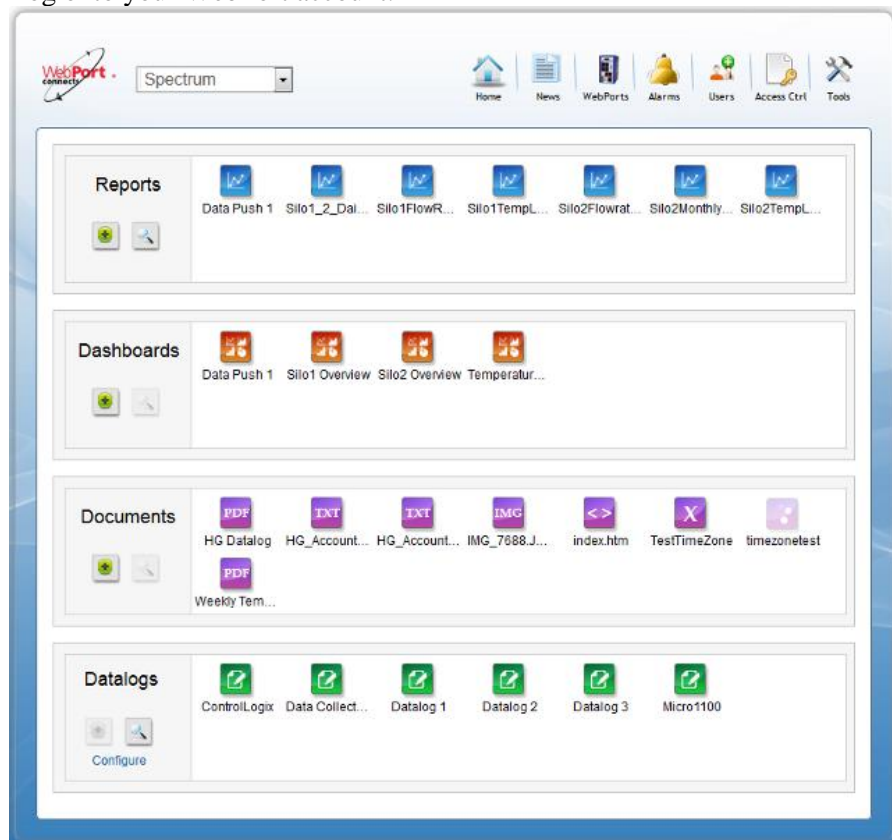 WebPort.
connects
Spectrum
Home News WebPorts Alarms Users Access Ctrl Tools
Reports
Data Push 1 Silo1_2_Dai... Silo1FlowR... Silo1TempL... Silo2Flowrat... Silo2Monthly... Silo2TempL...
Dashboards
Data Push 1 Silo1 Overview Silo2 Overview Temperatur...
Documents
PDF TXT TXT IMG <> X
HG Datalog HG_Account... HG_Account... IMG_7688.J... index.htm TestTimeZone timezonetest
PDF
Weekly Tem...
Datalogs
ControlLogix Data Collect... Datalog 1 Datalog 2 Datalog 3 Micro1100
Configure